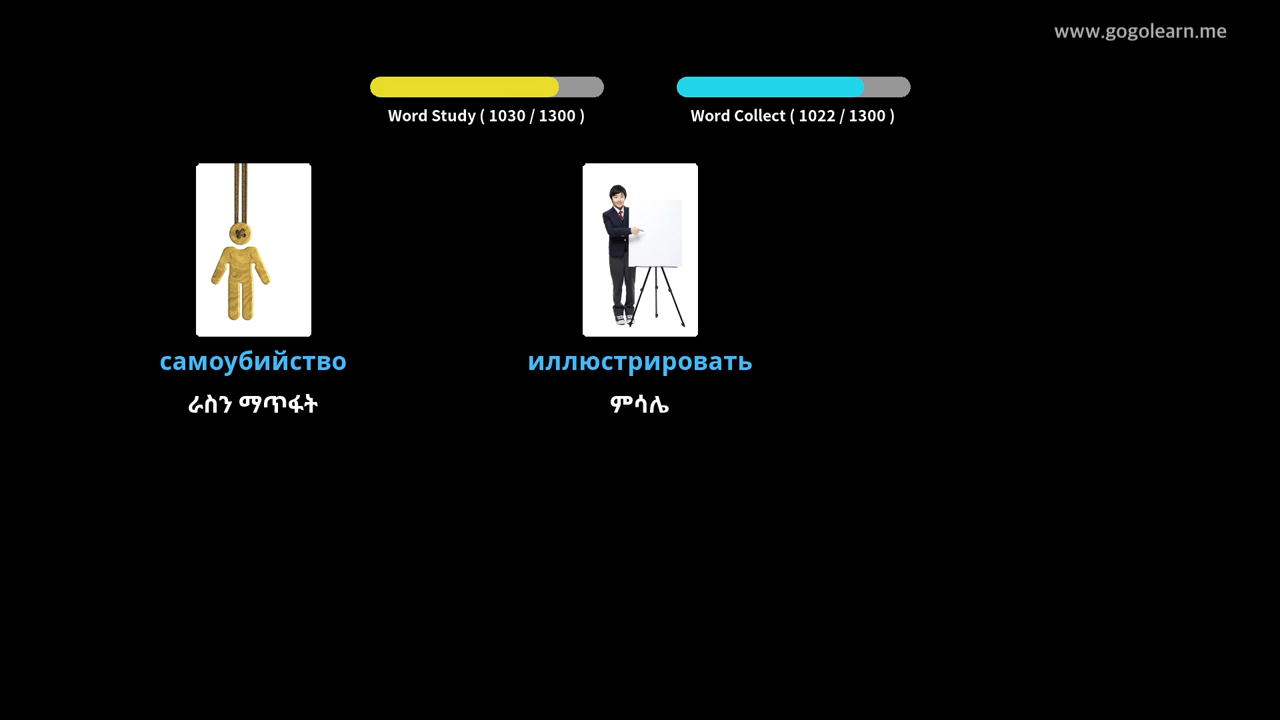 www.gogolearn.me
Word Study ( 1030 / 1300 )
Word Collect ( 1022 / 1300 )
самоубийство
ራስን ማጥፋት
иллюстрировать
ምሳሌ